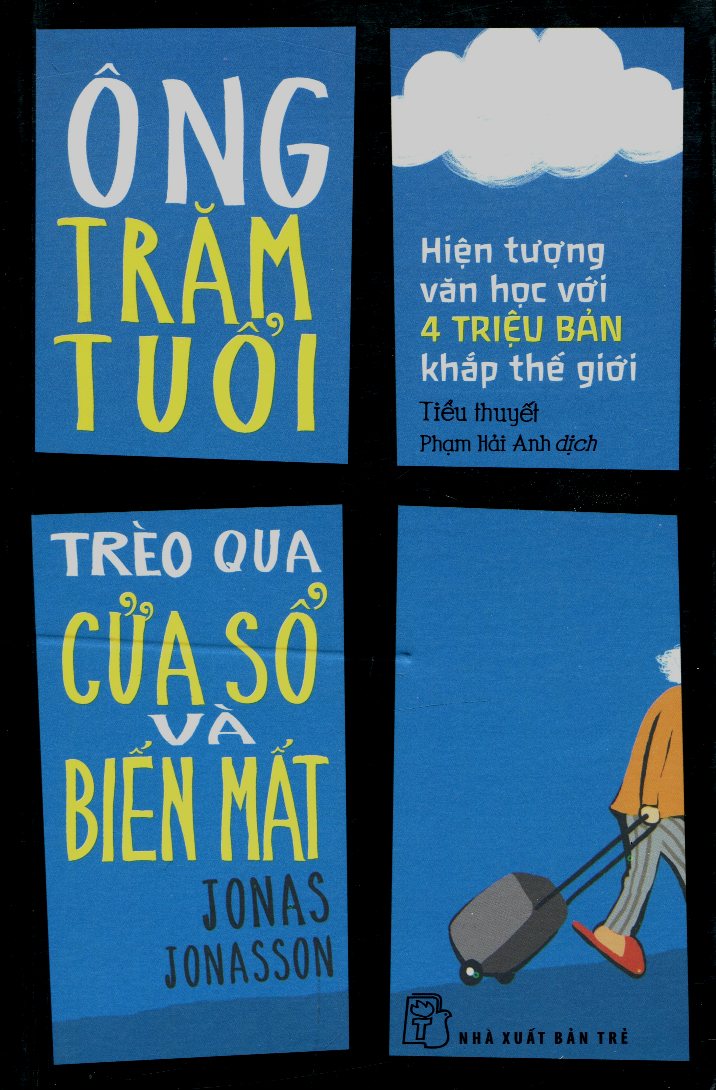 ÔNG
TRĂM
TUỔI
Hiện tượng
văn học với
4 TRIỆU BẢN
khắp thế giới
Tiểu thuyết
Phạm Hải Anh dịch
TRÈO QUA
CỬA SỔ
VÀ
BIẾN MẤT
JONAS
JONASSON
T
NHÀ XUẤT BẢN TRẺ